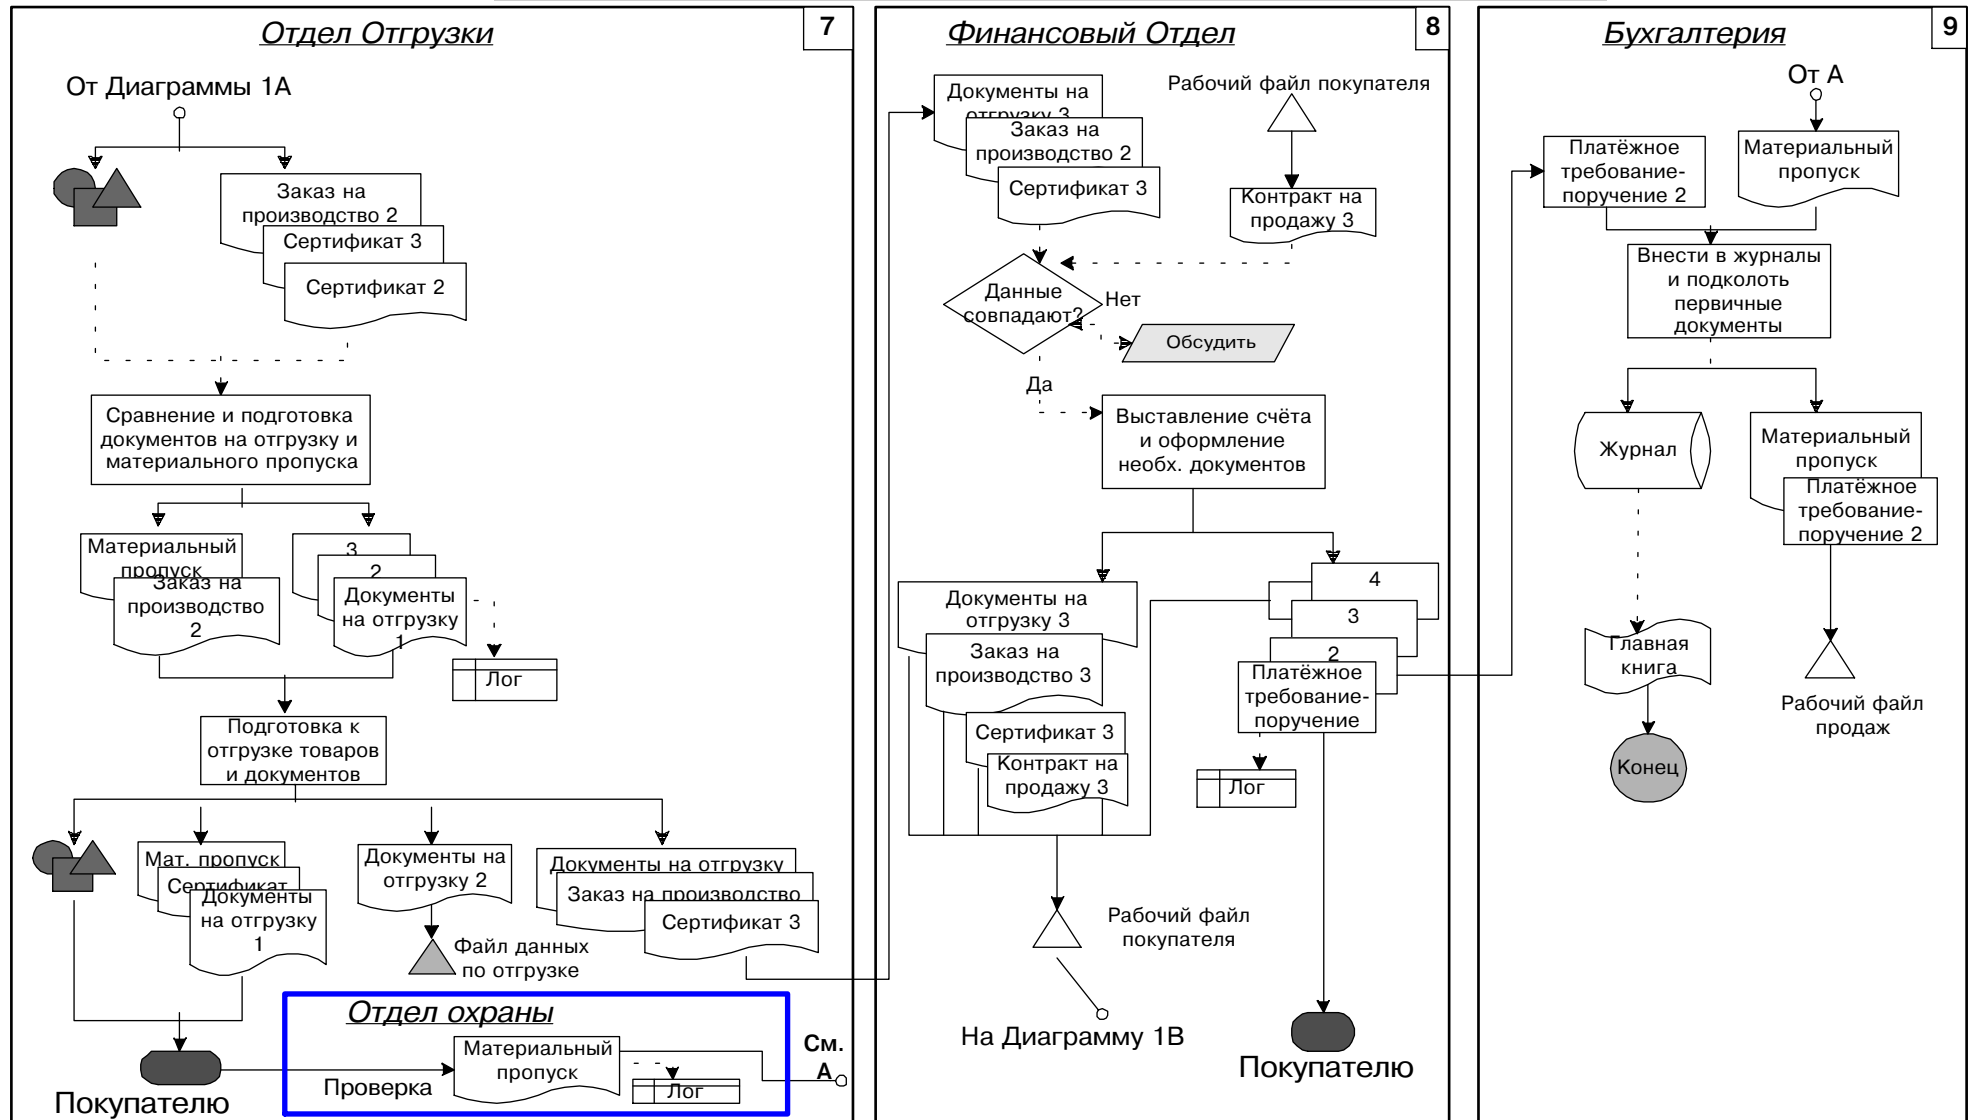 Отдел Отгрузки
7
От Диаграммы 1А
Заказ на
производство 2
Сертификат 3
Сертификат 2
Сравнение и подготовка
документов на отгрузку и
материального пропуска
Материальный
пропуск
Заказ на
производство
2
3
2
Документы
на отгрузку
1
Лог
Подготовка к
отгрузке товаров
и документов
Мат. пропуск
Сертификат
Документы
на отгрузку
1
Документы на
отгрузку 2
Файл данных
по отгрузке
Документы на отгрузку
Заказ на производство
Сертификат 3
Отдел охраны
Материальный
пропуск
Лог
Проверка
Покупателю
См.
А
Финансовый Отдел
8
Документы на
отгрузку 3
Заказ на
производство 2
Сертификат 3
Рабочий файл покупателя
Контракт на
продажу 3
Данные
совпадают?
Нет
Обсудить
Да
Выставление счёта
и оформление
необх. документов
Документы на
отгрузку 3
Заказ на
производство 3
Сертификат 3
Контракт на
продажу 3
4
3
2
Платёжное
требование-
поручение
Лог
Рабочий файл
покупателя
На Диаграмму 1В
Покупателю
Бухгалтерия
9
От А
Платёжное
требование-
поручение 2
Материальный
пропуск
Внести в журналы
и подколоть
первичные
документы
Журнал
Материальный
пропуск
Платёжное
требование-
поручение 2
Главная
книга
Рабочий файл
продаж
Конец